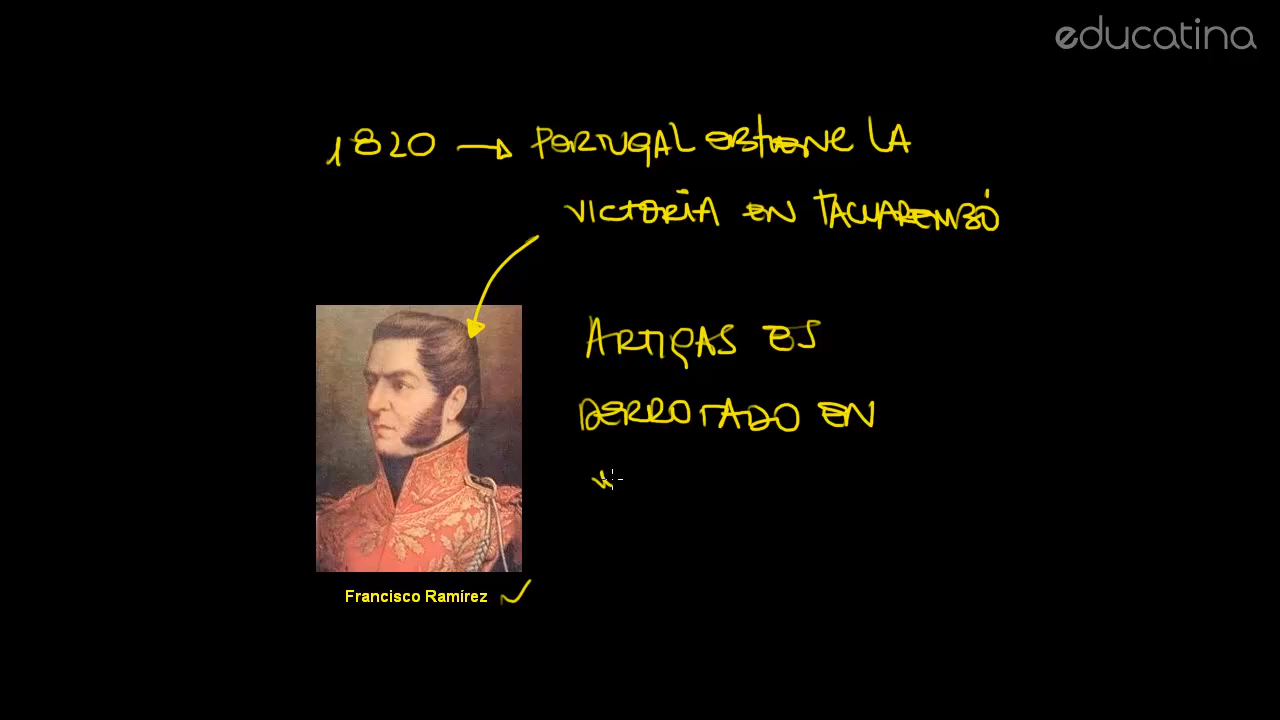 educatina
1820 → PORTUGAL OBTIENE LA
VICTORIA EN TACUAREMBÓ
ARTIGAS ES
DERROTADO EN
Francisco Ramírez